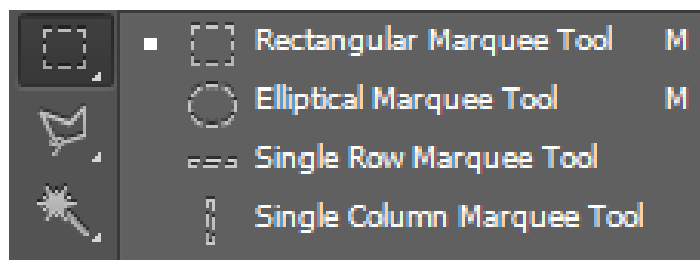 Rectangular Marquee Tool M
Elliptical Marquee Tool M
Single Row Marquee Tool
Single Column Marquee Tool